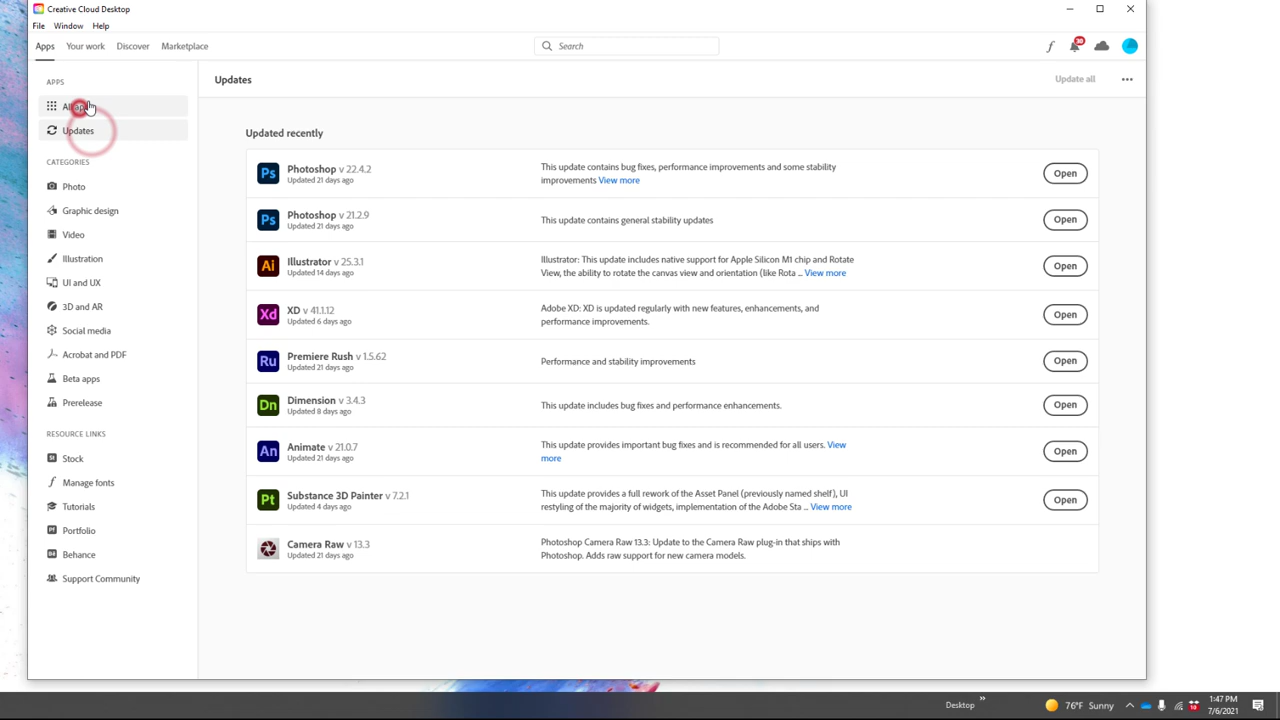 Creative Cloud Desktop
File Window Help
Apps Your work Discover Marketplace
Search
30
APPS
Updates
CATEGORIES
Photo
Graphic design
Video
Illustration
UI and UX
3D and AR
Social media
Acrobat and PDF
Beta apps
Prerelease
RESOURCE LINKS
St Stock
Manage fonts
Tutorials
Pf Portfolio
Bē Behance
Support Community
Updates
Update all
Updated recently
Ps Photoshop v 22.4.2
Updated 21 days ago
This update contains bug fixes, performance improvements and some stability
improvements View more
Open
Ps Photoshop v 21.2.9
Updated 21 days ago
This update contains general stability updates
Open
Ai Illustrator v 25.3.1
Updated 14 days ago
Illustrator: This update includes native support for Apple Silicon M1 chip and Rotate
View, the ability to rotate the canvas view and orientation (like Rota ... View more
Open
Xd XD v 41.1.12
Updated 6 days ago
Adobe XD: XD is updated regularly with new features, enhancements, and
performance improvements.
Open
Ru Premiere Rush v 1.5.62
Updated 21 days ago
Performance and stability improvements
Open
Dn Dimension v 3.4.3
Updated 8 days ago
This update includes bug fixes and performance enhancements.
Open
An Animate v 21.0.7
Updated 21 days ago
This update provides important bug fixes and is recommended for all users. View
more
Open
Pt Substance 3D Painter v 7.2.1
Updated 4 days ago
This update provides a full rework of the Asset Panel (previously named shelf), UI
restyling of the majority of widgets, implementation of the Adobe Sta ... View more
Open
Camera Raw v 13.3
Updated 21 days ago
Photoshop Camera Raw 13.3: Update to the Camera Raw plug-in that ships with
Photoshop. Adds raw support for new camera models.
Desktop
76°F Sunny
1:47 PM
7/6/2021